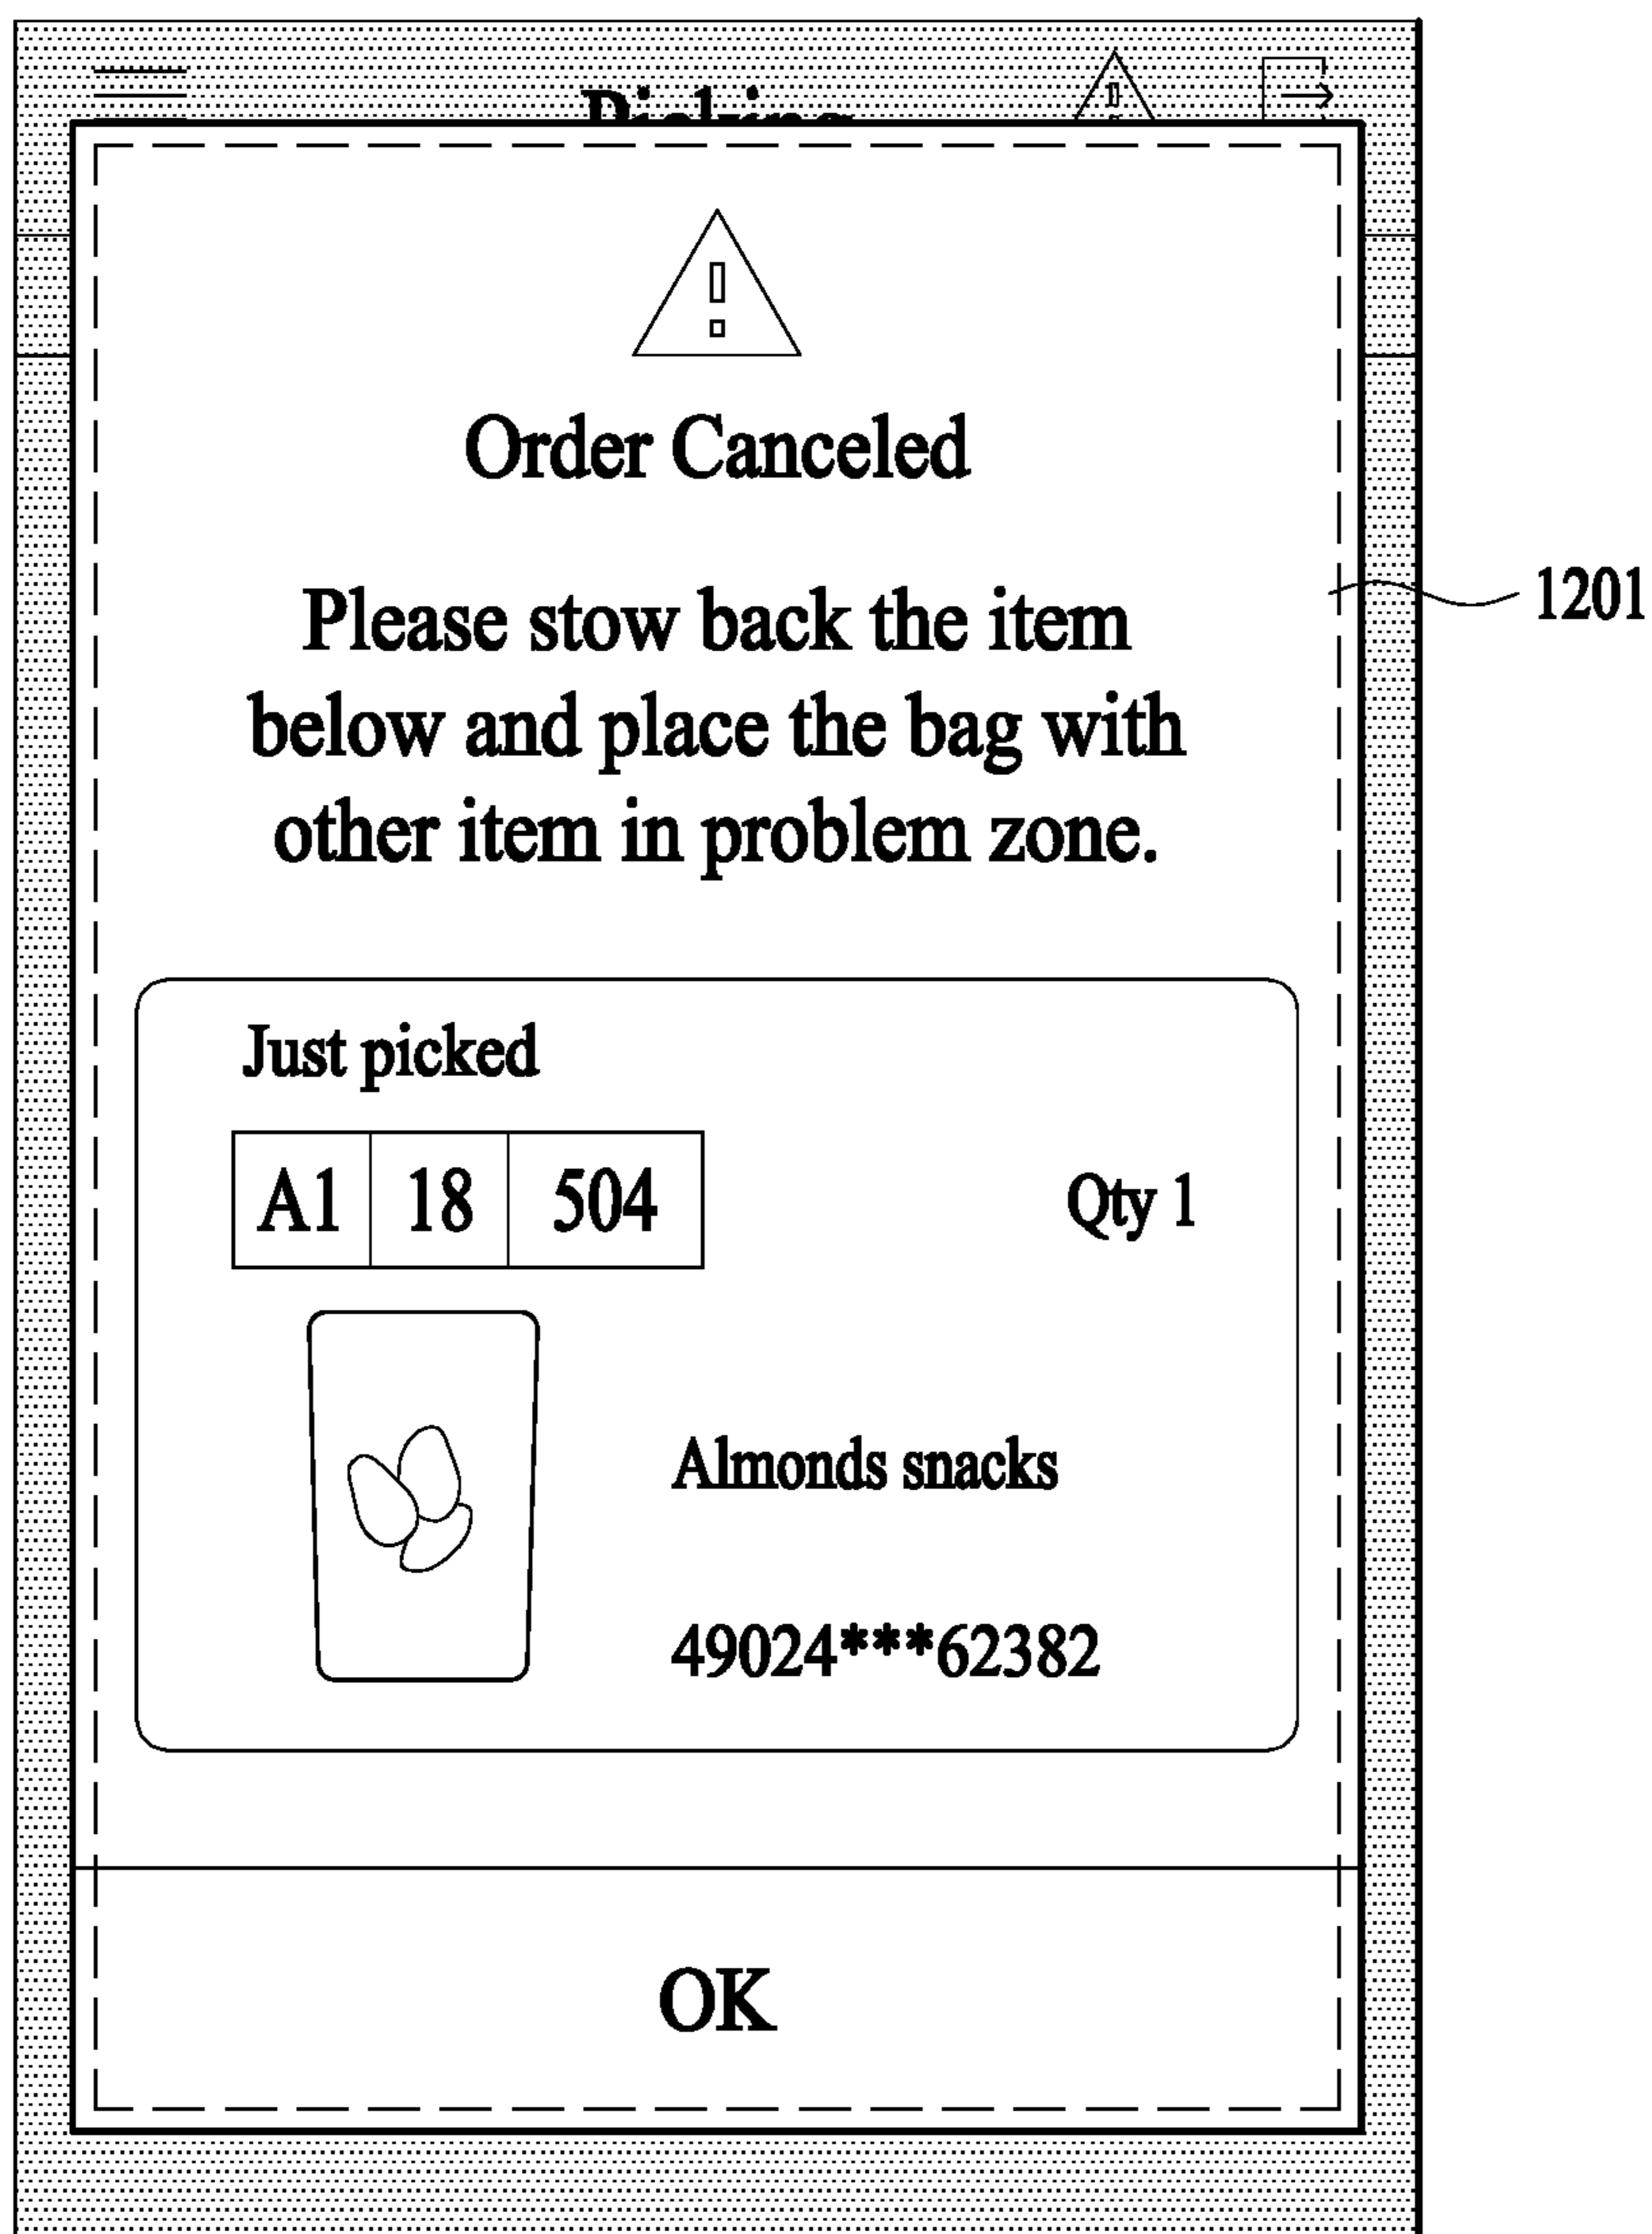 Order Canceled
Please stow back the item
below and place the bag with
other item in problem zone.
1201
Just picked
A1 18 504
Qty 1
Almonds snacks
49024***62382
OK